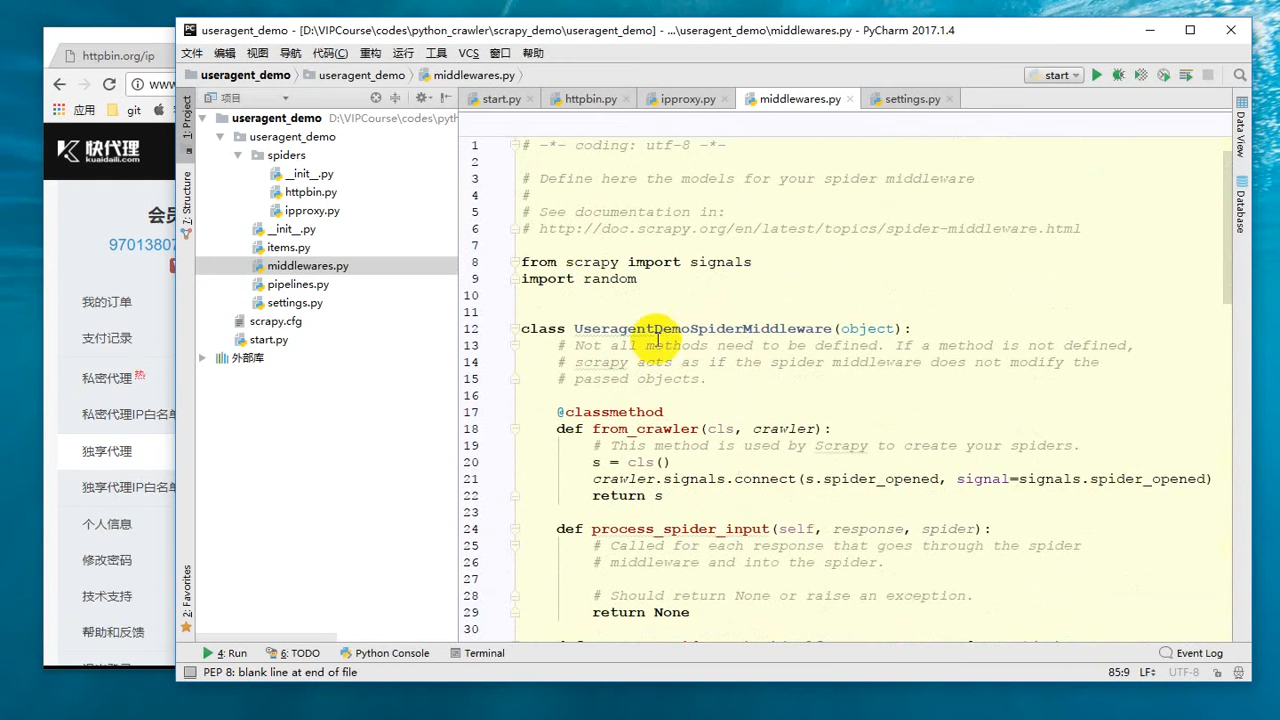 useragent_demo - [D:\VIPCourse\codes\python_crawler\scrapy_demo\useragent_demo] - ...\useragent_demo\middlewares.py - PyCharm 2017.1.4
文件 编辑 视图 导航 代码(C) 重构 运行 工具 VCS 窗口 帮助
useragent_demo useragent_demo middlewares.py start
httpbin.org/ip
www
应用 git
快代理
kuaidaili.com
会员
9701380
我的订单
支付记录
私密代理 热
私密代理IP白名单
独享代理
独享代理IP白名单
个人信息
修改密码
技术支持
帮助和反馈
1: Project
7: Structure
2: Favorites
项目
useragent_demo D:\VIPCourse\codes\pyth
useragent_demo
spiders
__init__.py
httpbin.py
ipproxy.py
__init__.py
items.py
middlewares.py
pipelines.py
settings.py
scrapy.cfg
start.py
外部库
start.py httpbin.py ipproxy.py middlewares.py settings.py
1 # -*- coding: utf-8 -*-
2
3 # Define here the models for your spider middleware
4 #
5 # See documentation in:
6 # http://doc.scrapy.org/en/latest/topics/spider-middleware.html
7
8 from scrapy import signals
9 import random
10
11
12 class UseragentDemoSpiderMiddleware(object):
13 # Not all methods need to be defined. If a method is not defined,
14 # scrapy acts as if the spider middleware does not modify the
15 # passed objects.
16
17 @classmethod
18 def from_crawler(cls, crawler):
19 # This method is used by Scrapy to create your spiders.
20 s = cls()
21 crawler.signals.connect(s.spider_opened, signal=signals.spider_opened)
22 return s
23
24 def process_spider_input(self, response, spider):
25 # Called for each response that goes through the spider
26 # middleware and into the spider.
27
28 # Should return None or raise an exception.
29 return None
30
Data View
Database
4: Run 6: TODO Python Console Terminal Event Log
PEP 8: blank line at end of file 85:9 LF UTF-8